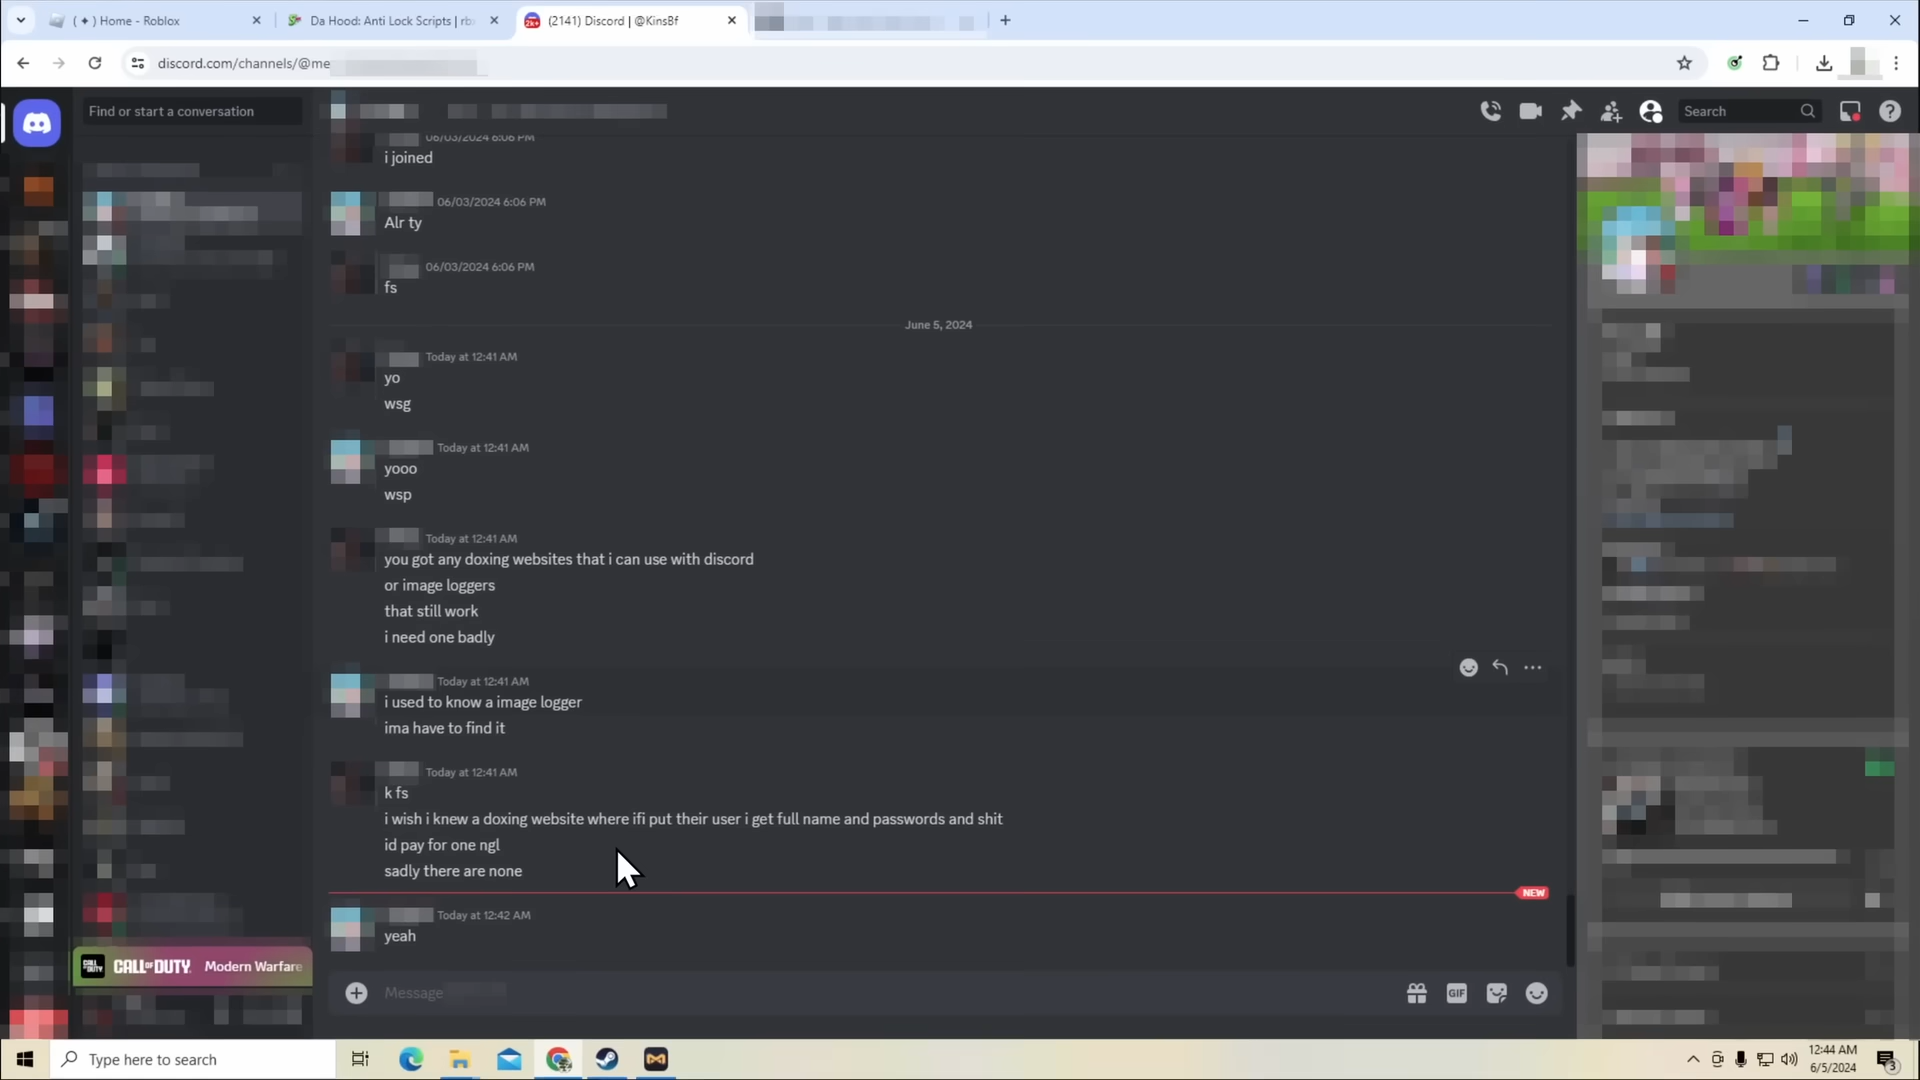 ( ✦ ) Home - Roblox
Da Hood: Anti Lock Scripts | rbx
(2141) Discord | @KinsBf
discord.com/channels/@me
Find or start a conversation
Search
06/03/2024 6:06 PM
i joined
06/03/2024 6:06 PM
Alr ty
06/03/2024 6:06 PM
fs
June 5, 2024
Today at 12:41 AM
yo
wsg
Today at 12:41 AM
yooo
wsp
Today at 12:41 AM
you got any doxing websites that i can use with discord
or image loggers
that still work
i need one badly
Today at 12:41 AM
i used to know a image logger
ima have to find it
Today at 12:41 AM
k fs
i wish i knew a doxing website where ifi put their user i get full name and passwords and shit
id pay for one ngl
sadly there are none
NEW
Today at 12:42 AM
yeah
CALL OF DUTY Modern Warfare
Message
GIF
Type here to search
12:44 AM
6/5/2024
3